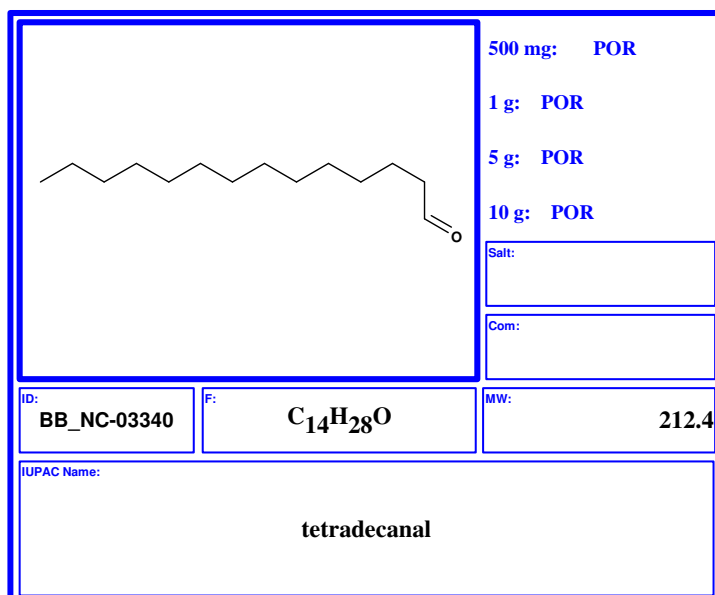 500 mg: POR
1 g: POR
5 g: POR
10 g: POR
O
Salt:
Com:
ID:
BB_NC-03340
F:
C14H28O
MW:
212.4
IUPAC Name:
tetradecanal